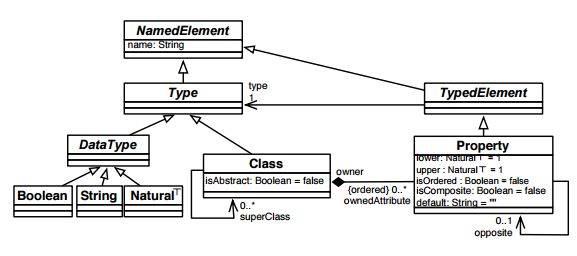 NamedElement
name: String
Type
type
1
TypedElement
DataType
Class
isAbstract: Boolean = false
owner
{ordered} 0..*
ownedAttribute
Property
lower: Natural⊤ = 1
upper : Natural⊤ = 1
isOrdered : Boolean = false
isComposite: Boolean = false
default: String = ""
Boolean
String
Natural⊤
0..*
superClass
0..1
opposite